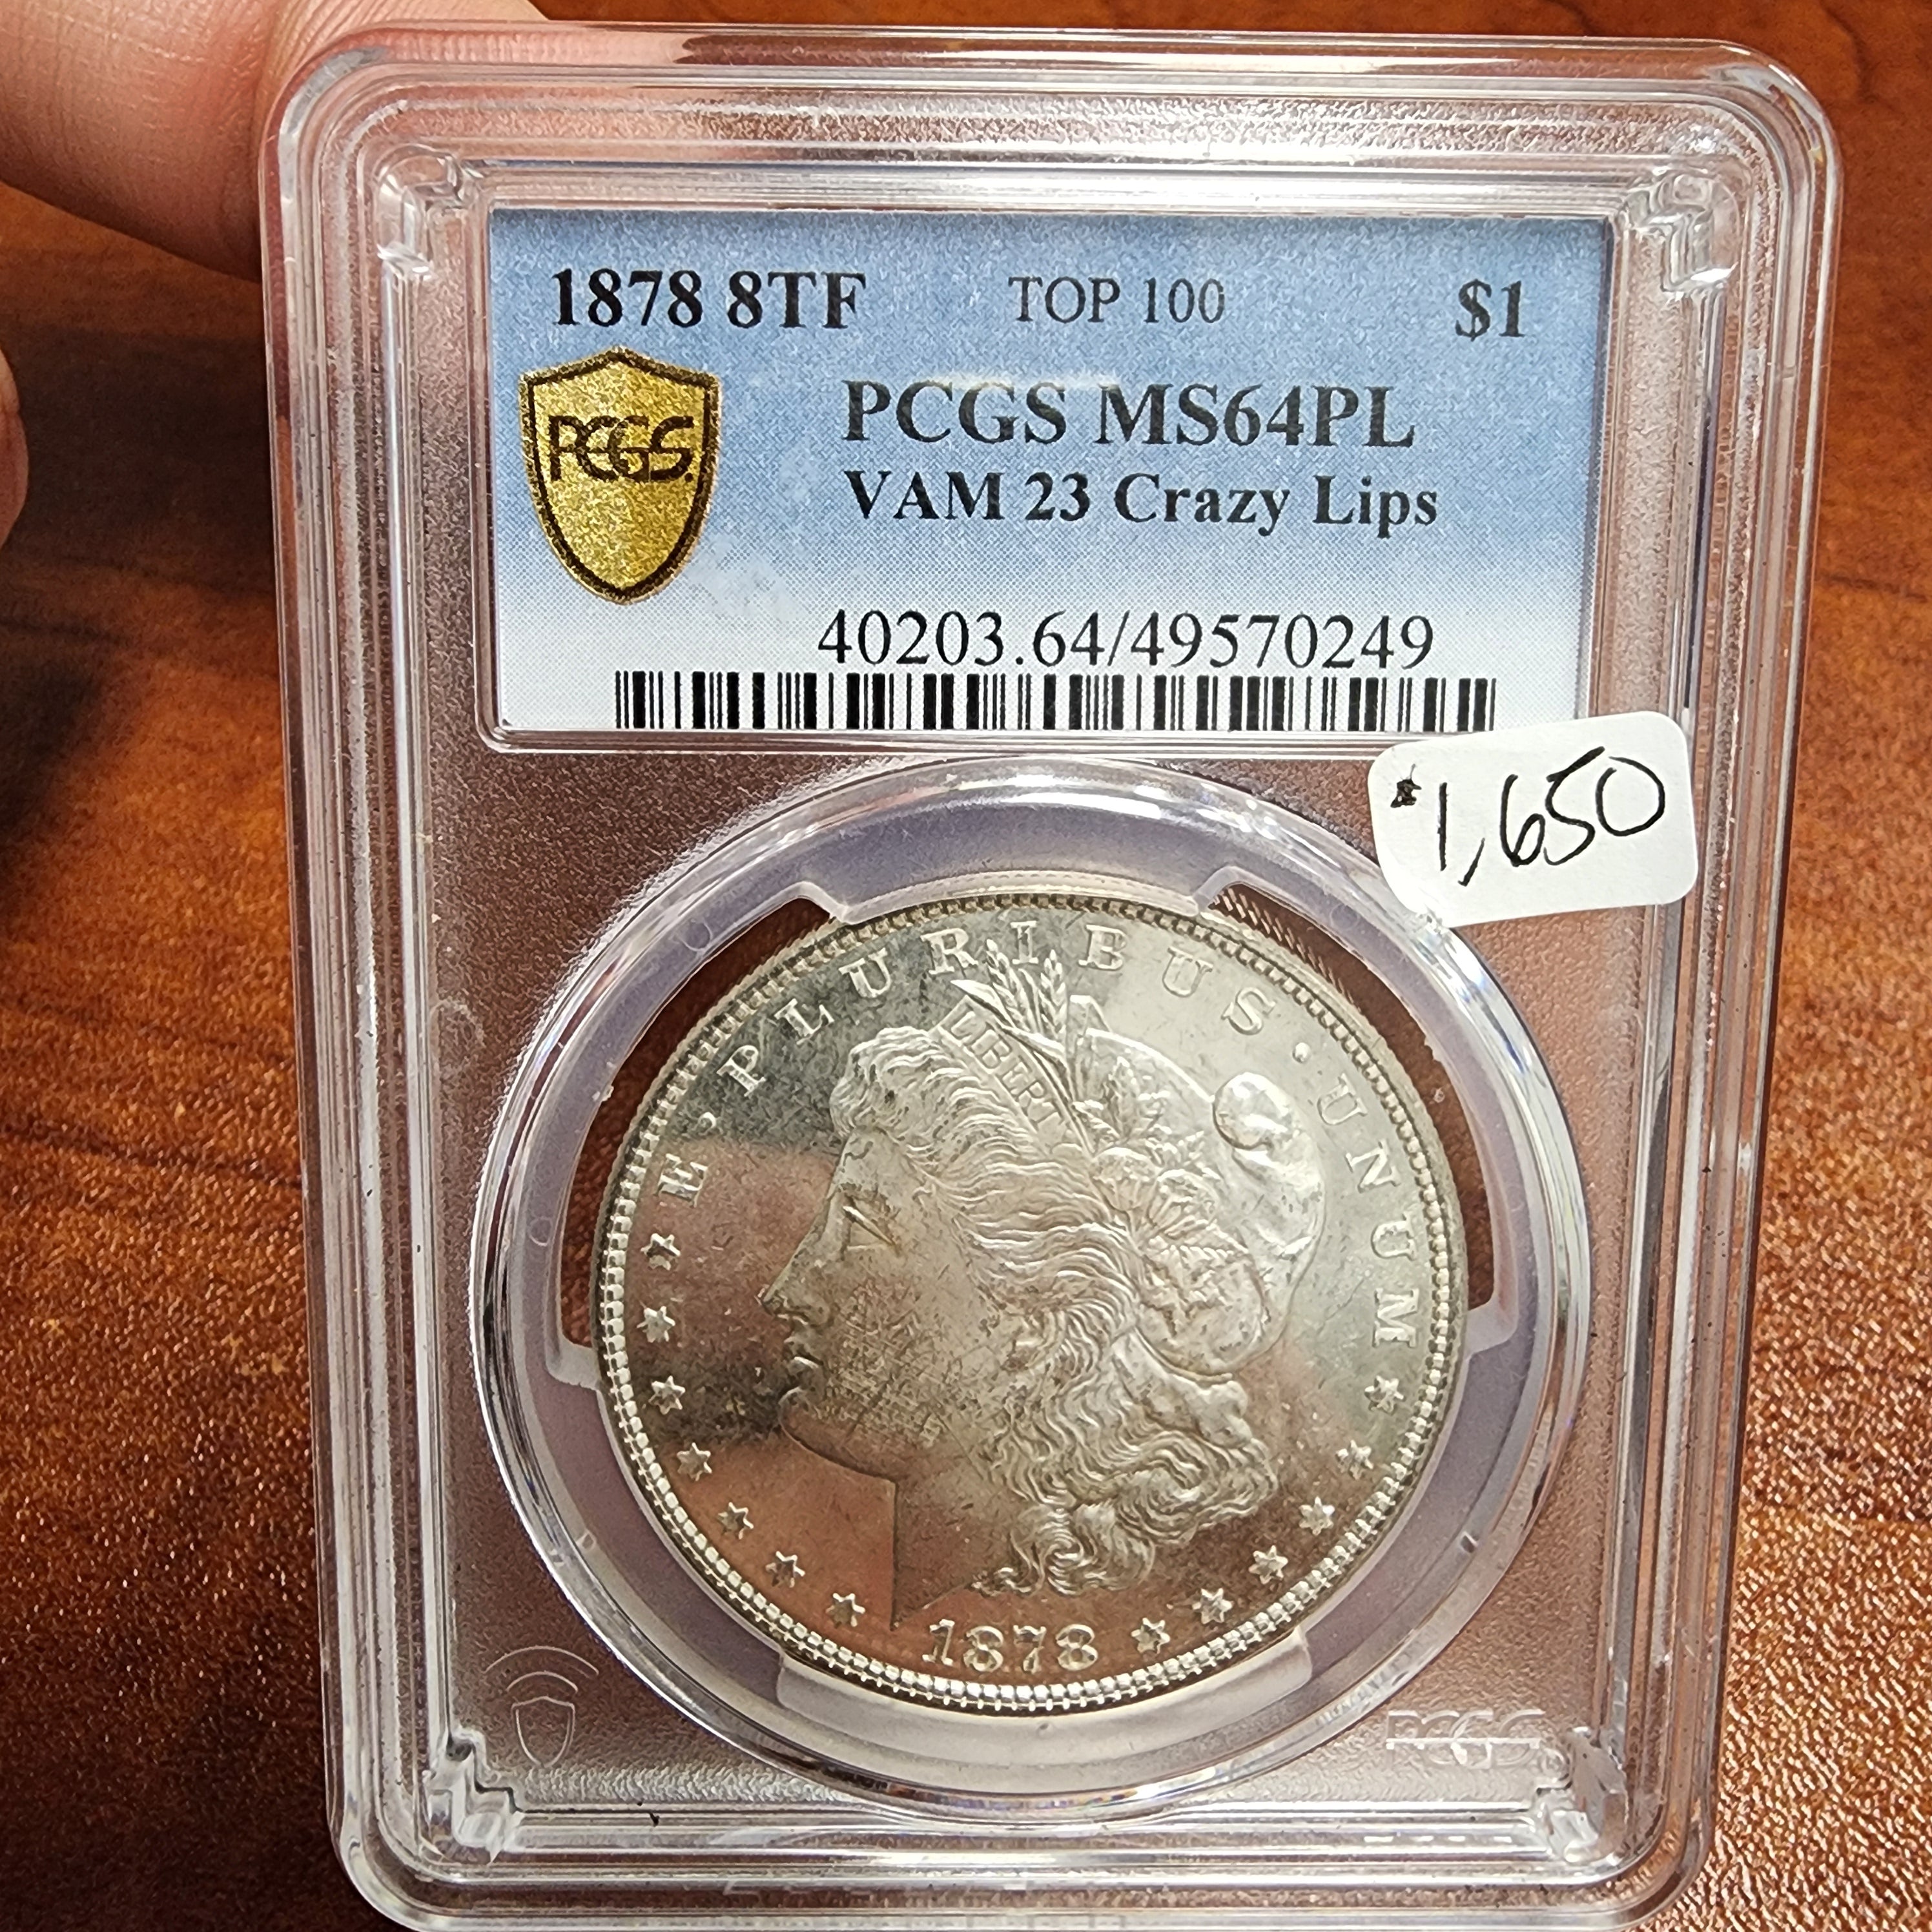 1878 8TF TOP 100 $1
PCGS MS64PL
PCGS
VAM 23 Crazy Lips
40203.64/49570249
$1,650
E·PLURIBUS·UNUM
LIBERTY
1878
PCGS